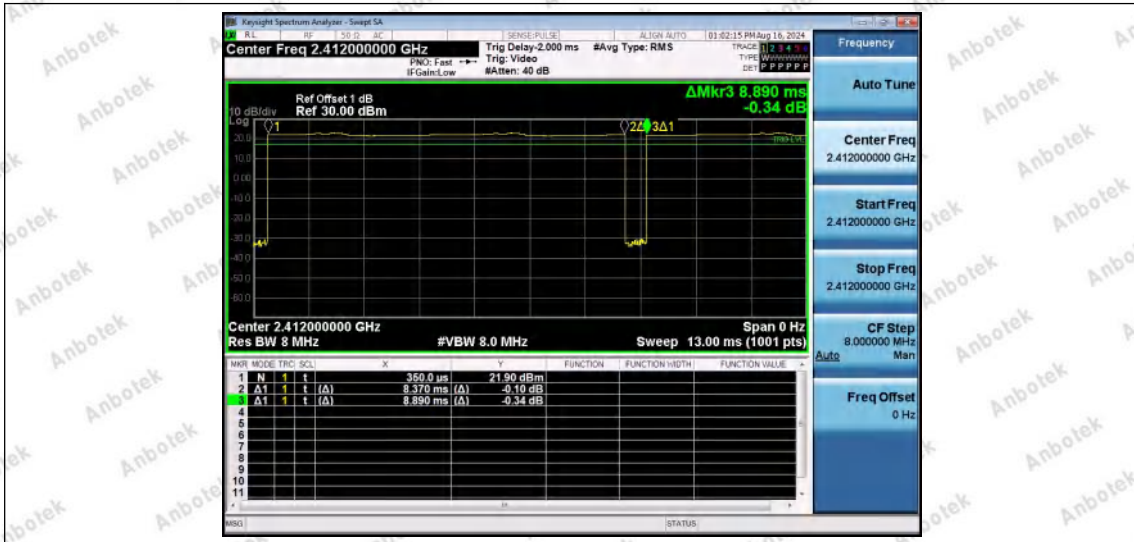 Keysight Spectrum Analyzer - Swept SA
RL RF 50 Ω AC SENSE:PULSE ALIGN AUTO 01:02:15 PM Aug 16, 2024
Center Freq 2.412000000 GHz
Trig Delay-2.000 ms #Avg Type: RMS
TRACE 1 2 3 4 5 6
PNO: Fast Trig: Video
TYPE
IFGain:Low #Atten: 40 dB
DET P P P P P P
ΔMkr3 8.890 ms
-0.34 dB
Ref Offset 1 dB
10 dB/div Ref 30.00 dBm
Log
1 2Δ1 3Δ1
20.0
TRIG LVL
10.0
0.00
-10.0
-20.0
-30.0
-40.0
-50.0
-60.0
Center 2.412000000 GHz Span 0 Hz
Res BW 8 MHz #VBW 8.0 MHz Sweep 13.00 ms (1001 pts)
MKR MODE TRC SCL X Y FUNCTION FUNCTION WIDTH FUNCTION VALUE
1 N 1 t 350.0 µs 21.90 dBm
2 Δ1 1 t (Δ) 8.370 ms (Δ) -0.10 dB
3 Δ1 1 t (Δ) 8.890 ms (Δ) -0.34 dB
4
5
6
7
8
9
10
11
MSG STATUS
Frequency
Auto Tune
Center Freq
2.412000000 GHz
Start Freq
2.412000000 GHz
Stop Freq
2.412000000 GHz
CF Step
8.000000 MHz
Auto Man
Freq Offset
0 Hz
Anbotek